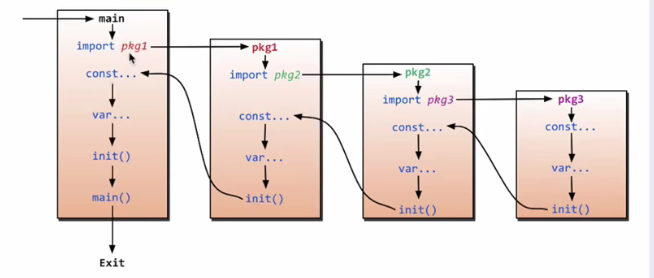 main
import pkg1
const...
var...
init()
main()
Exit
pkg1
import pkg2
const...
var...
init()
pkg2
import pkg3
const...
var...
init()
pkg3
const...
var...
init()